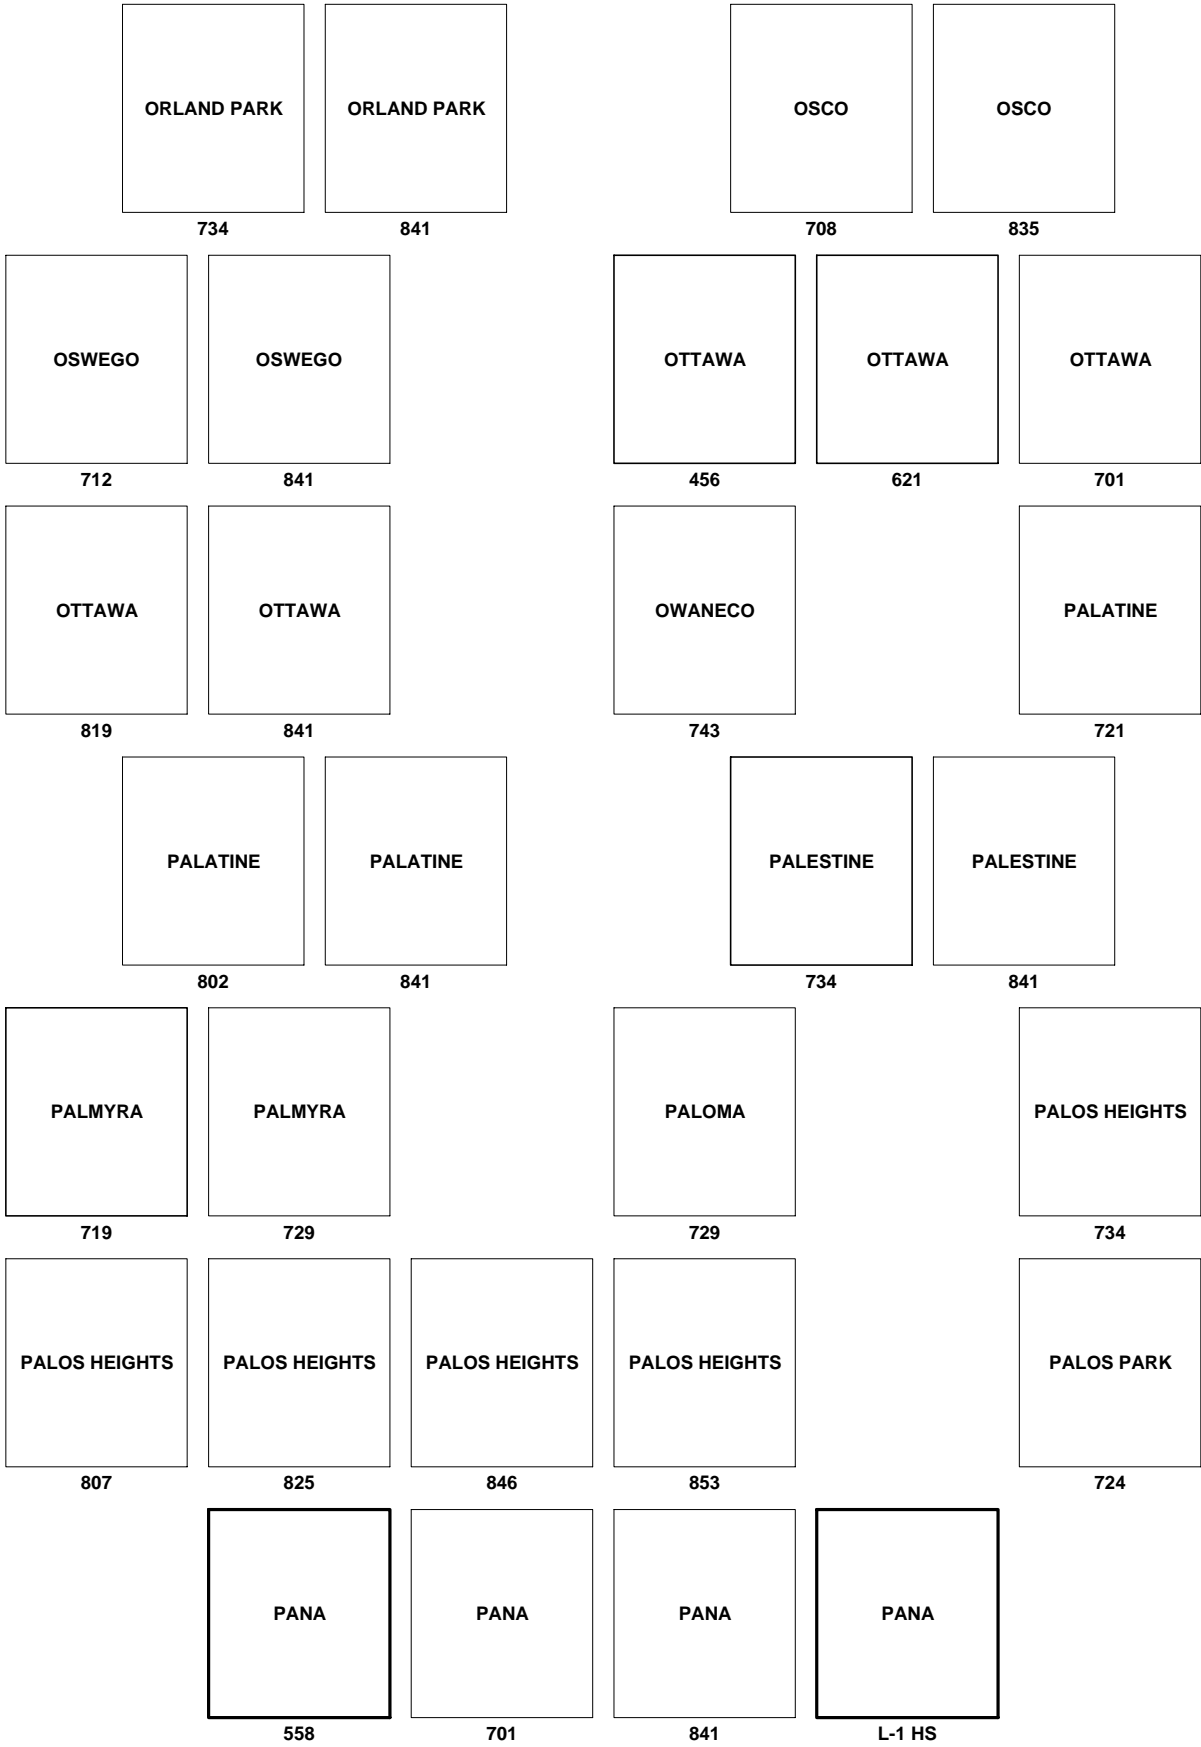 ORLAND PARK ORLAND PARK OSCO OSCO
734 841 708 835
OSWEGO OSWEGO OTTAWA OTTAWA OTTAWA
712 841 456 621 701
OTTAWA OTTAWA OWANECO PALATINE
819 841 743 721
PALATINE PALATINE PALESTINE PALESTINE
802 841 734 841
PALMYRA PALMYRA PALOMA PALOS HEIGHTS
719 729 729 734
PALOS HEIGHTS PALOS HEIGHTS PALOS HEIGHTS PALOS HEIGHTS PALOS PARK
807 825 846 853 724
PANA PANA PANA PANA
558 701 841 L-1 HS